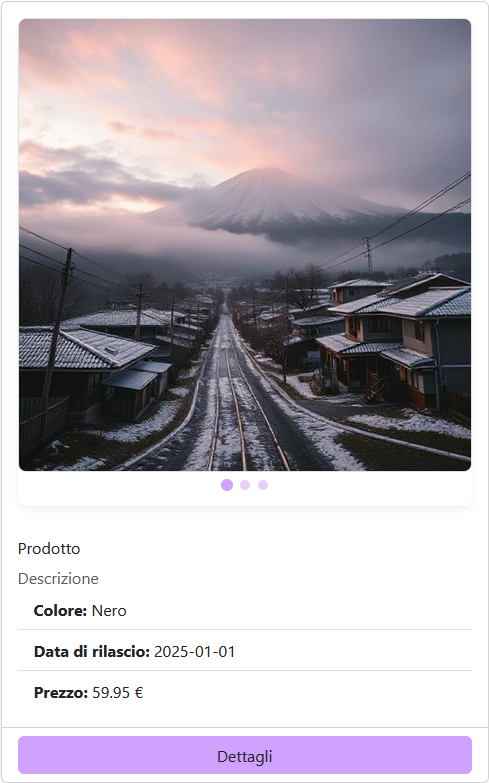 Prodotto
Descrizione
Colore: Nero
Data di rilascio: 2025-01-01
Prezzo: 59.95 €
Dettagli